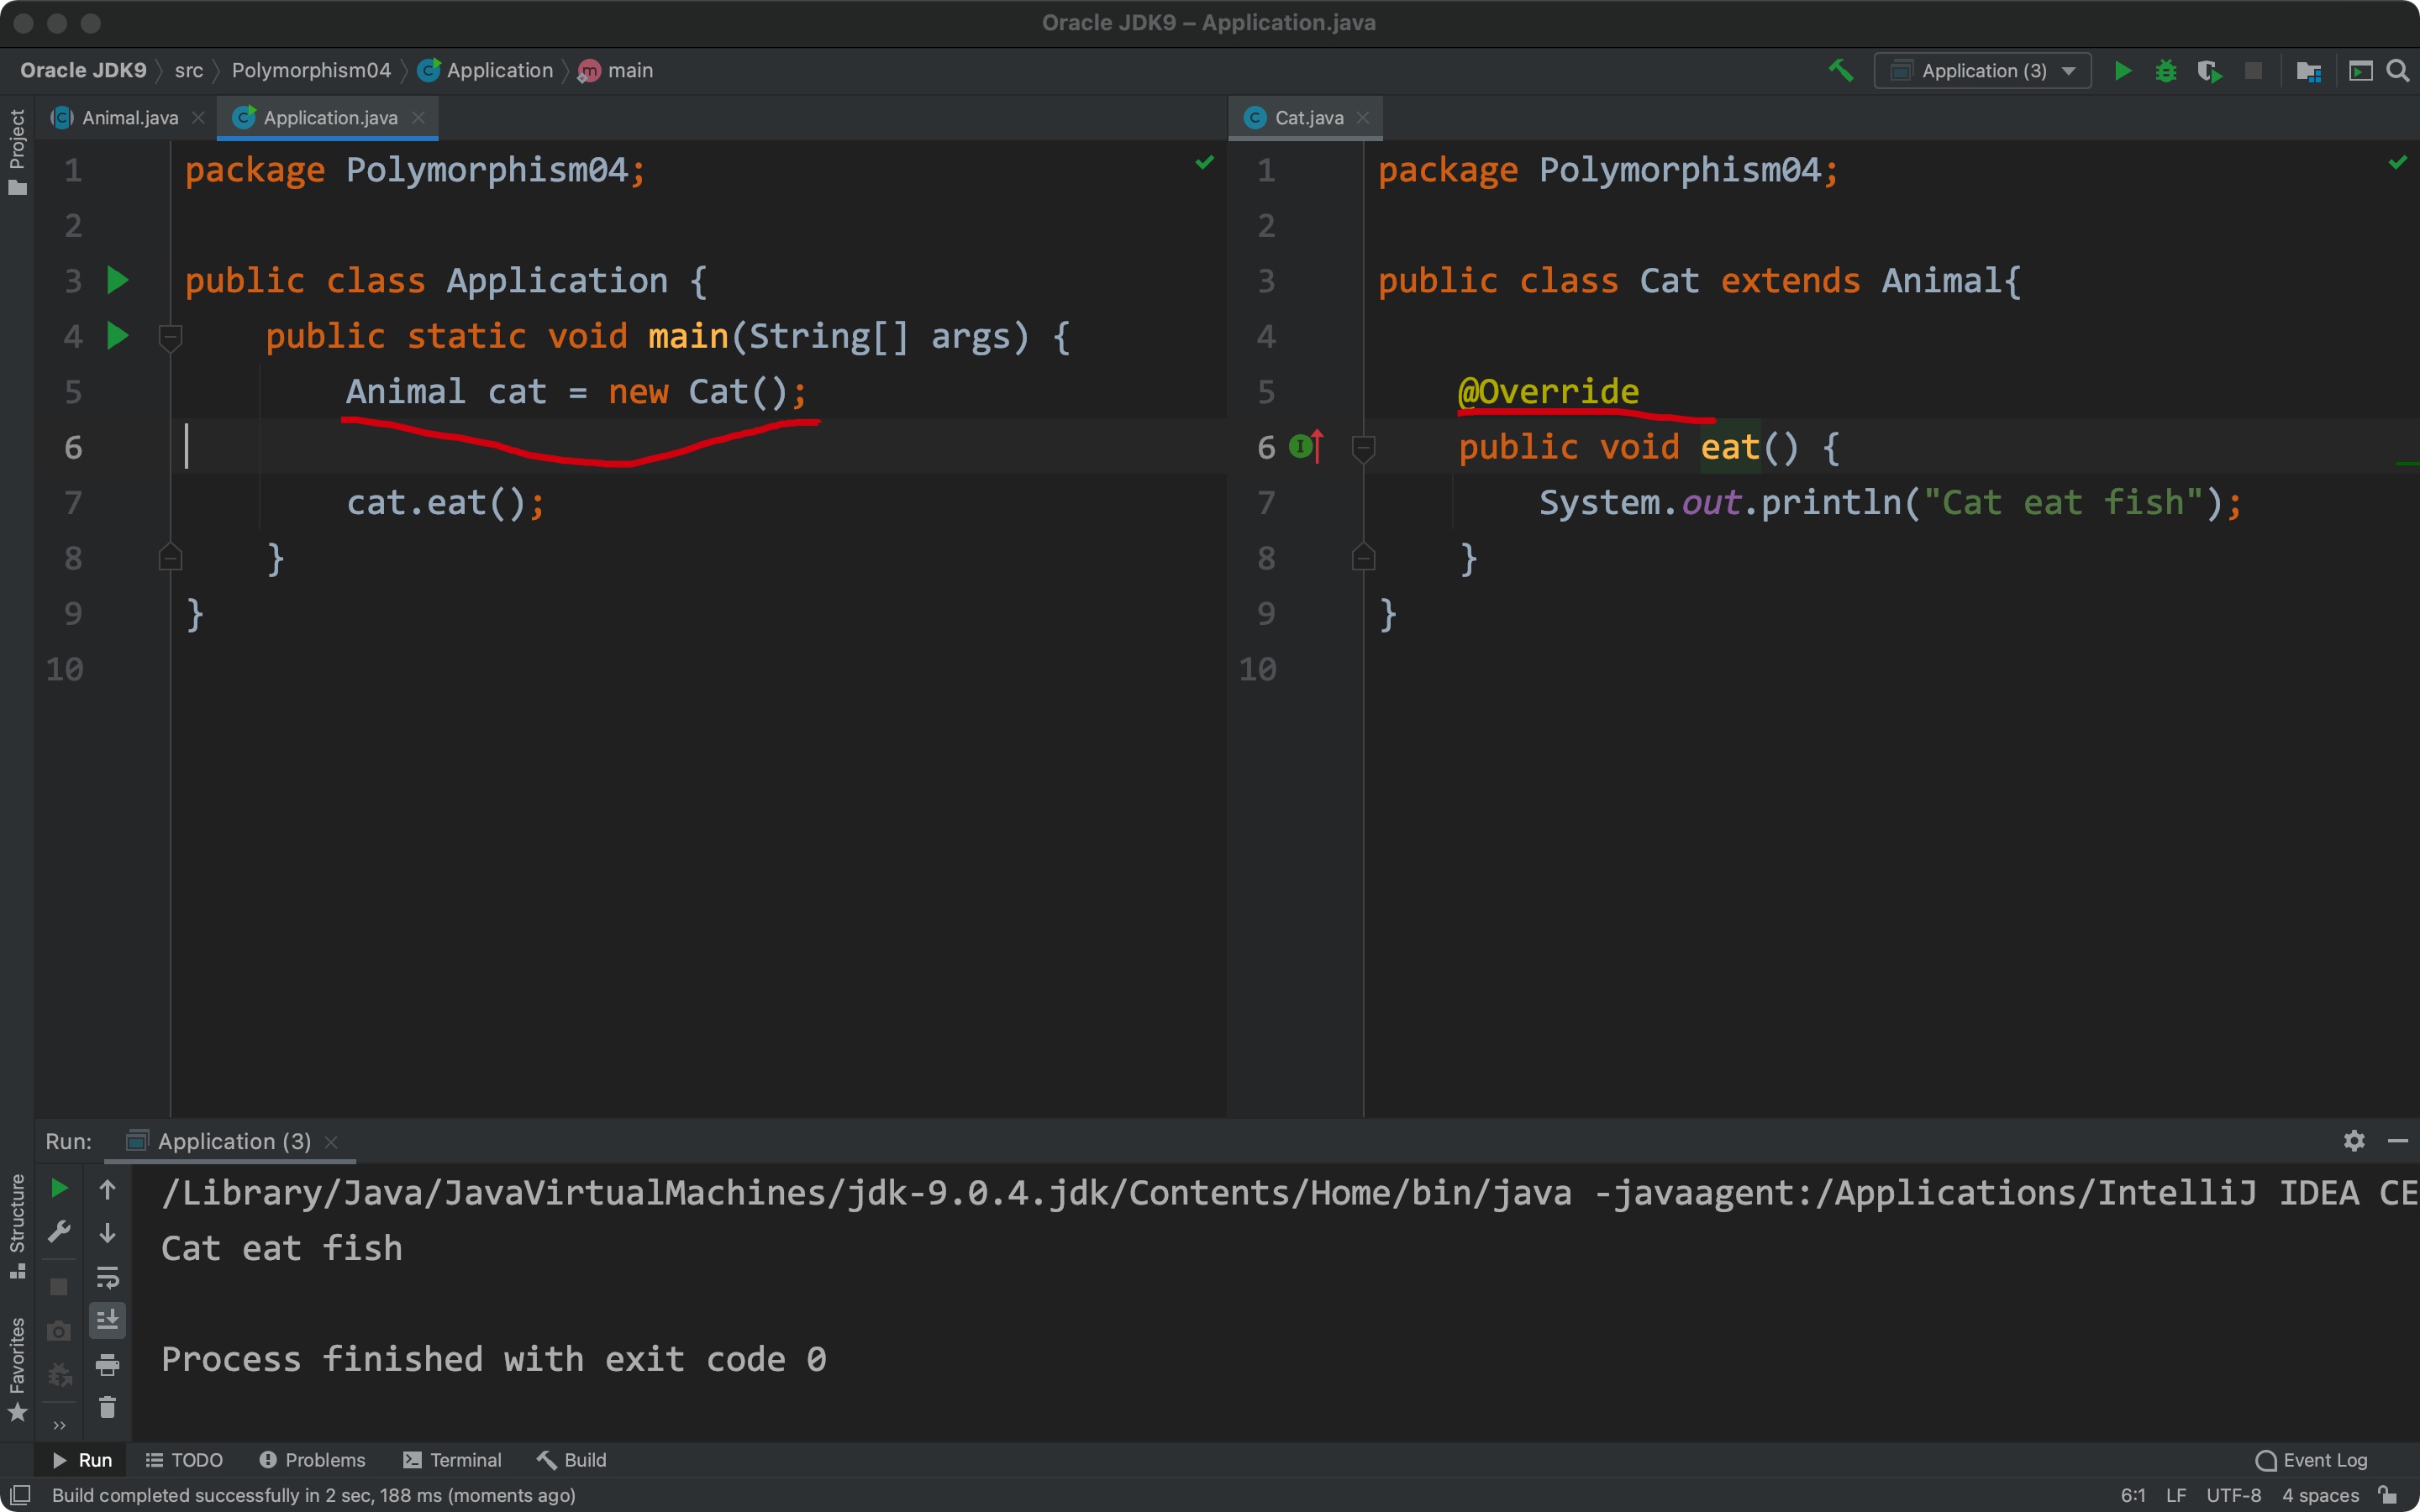 Oracle JDK9 – Application.java
Oracle JDK9 src Polymorphism04 Application main
Application (3)
Project
Animal.java Application.java
1 package Polymorphism04;
2
3 public class Application {
4 public static void main(String[] args) {
5 Animal cat = new Cat();
6
7 cat.eat();
8 }
9 }
10
Cat.java
1 package Polymorphism04;
2
3 public class Cat extends Animal{
4
5 @Override
6 public void eat() {
7 System.out.println("Cat eat fish");
8 }
9 }
10
Run: Application (3)
/Library/Java/JavaVirtualMachines/jdk-9.0.4.jdk/Contents/Home/bin/java -javaagent:/Applications/IntelliJ IDEA CE
Cat eat fish
Process finished with exit code 0
Structure
Favorites
Run TODO Problems Terminal Build Event Log
Build completed successfully in 2 sec, 188 ms (moments ago) 6:1 LF UTF-8 4 spaces